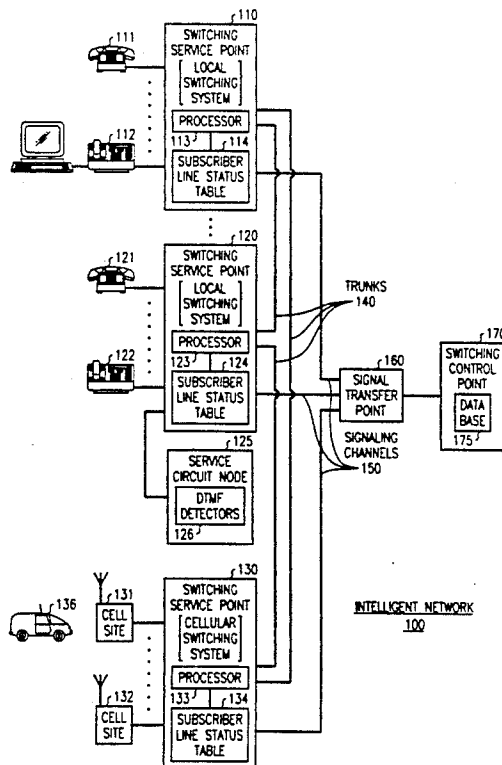 110
SWITCHING
SERVICE POINT
LOCAL
SWITCHING
SYSTEM
PROCESSOR
113
114
SUBSCRIBER
LINE STATUS
TABLE
111
112
120
SWITCHING
SERVICE POINT
LOCAL
SWITCHING
SYSTEM
PROCESSOR
123
124
SUBSCRIBER
LINE STATUS
TABLE
121
122
125
SERVICE
CIRCUIT NODE
DTMF
DETECTORS
126
130
SWITCHING
SERVICE POINT
CELLULAR
SWITCHING
SYSTEM
PROCESSOR
133
134
SUBSCRIBER
LINE STATUS
TABLE
136
131
CELL
SITE
132
CELL
SITE
TRUNKS
140
160
SIGNAL
TRANSFER
POINT
SIGNALING
CHANNELS
150
170
SWITCHING
CONTROL
POINT
DATA
BASE
175
INTELLIGENT NETWORK
100